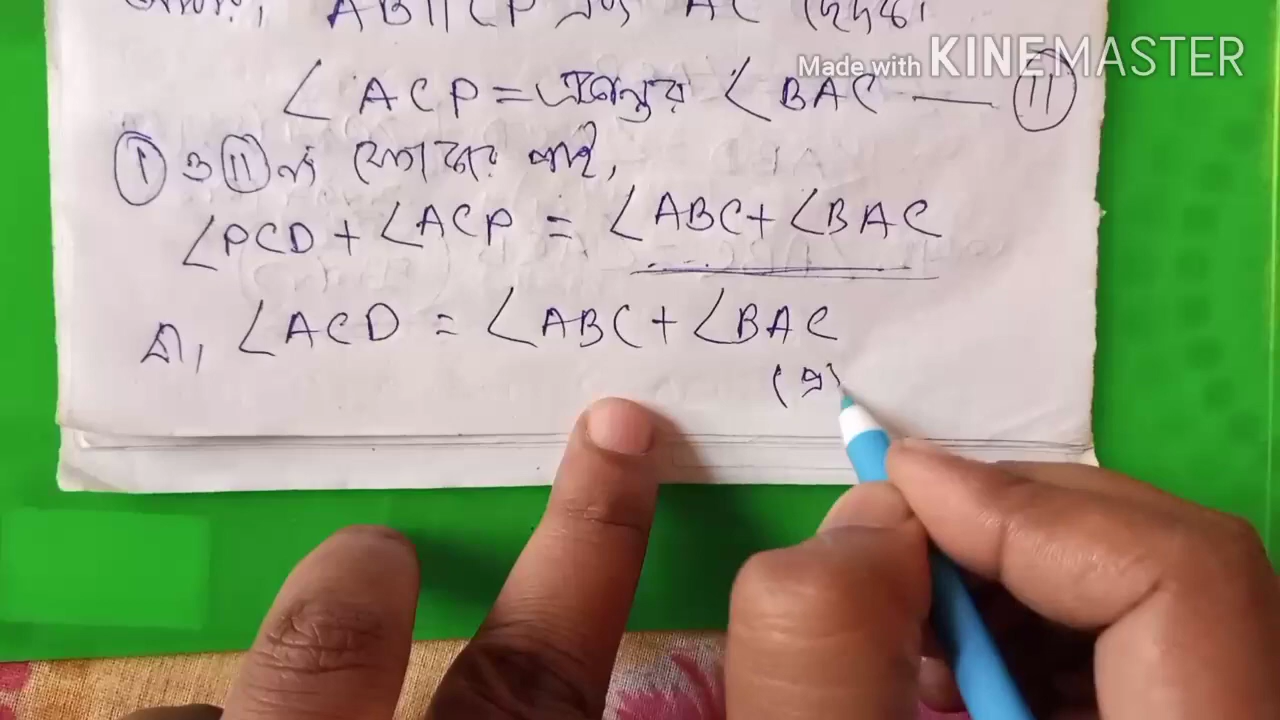 AB || CP এবং AC ছেদক।
Made with KINEMASTER
∠ACP = একান্তর ∠BAC — (II)
(I) ও (II) নং যোগ করে পাই,
∠PCD + ∠ACP = ∠ABC + ∠BAC
বা, ∠ACD = ∠ABC + ∠BAC
(প্র